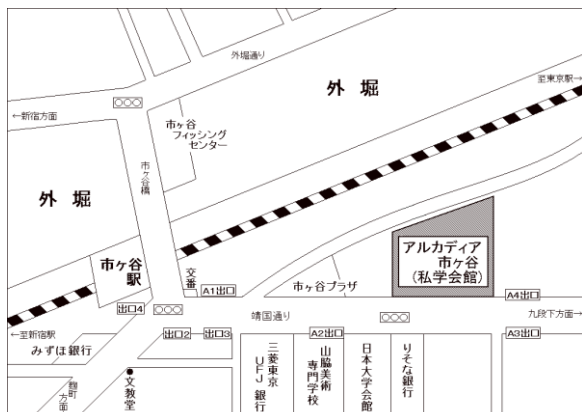 外堀通り
至東京駅→
外 堀
←新宿方面
市ヶ谷
フィッシング
センター
市ヶ谷橋
外 堀
アルカディア
市ヶ谷
(私学会館)
市ヶ谷
駅
交番
A1出口
市ヶ谷プラザ
A4出口
出口4
靖国通り
九段下方面→
←至新宿駅
みずほ銀行
出口2
出口3
A2出口
A3出口
麹町
方面
文教堂
三菱東京
UFJ 銀行
山脇美術
専門学校
日本大学会館
りそな銀行